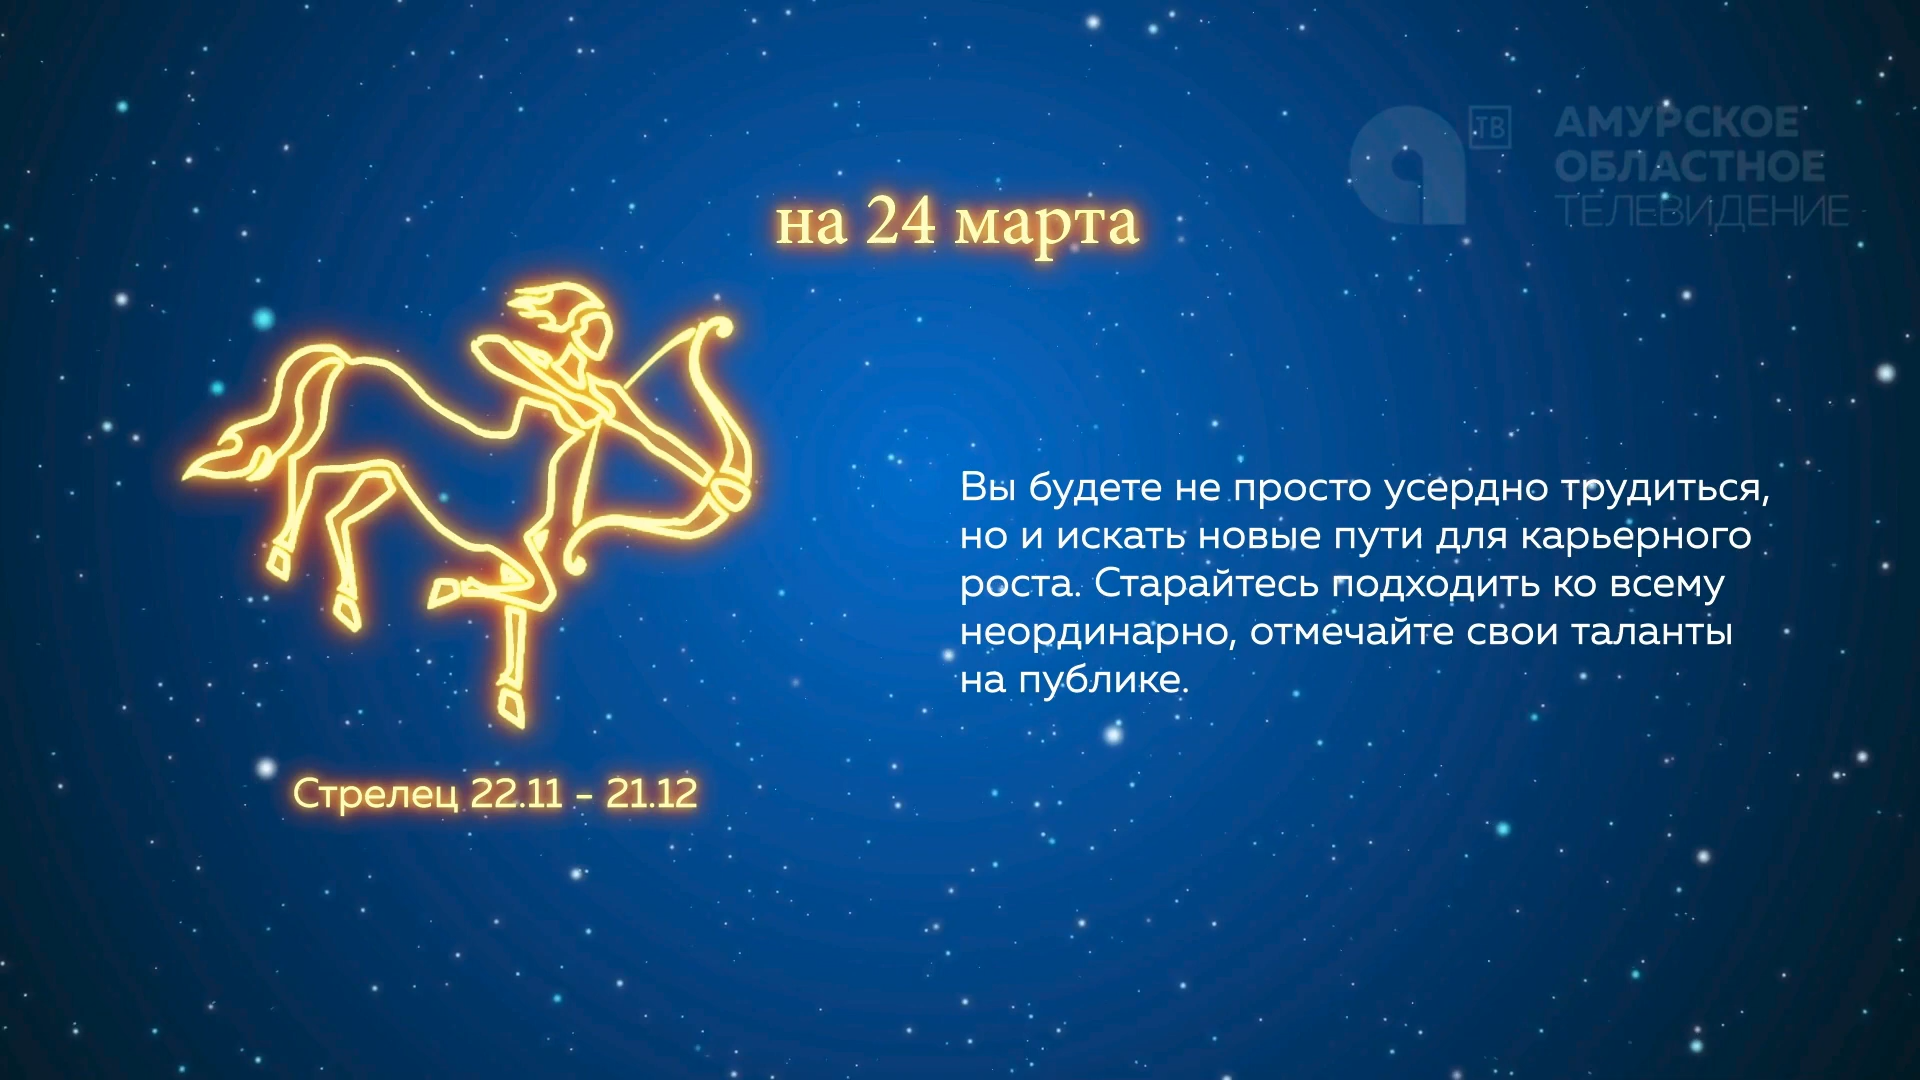 ТВ
АМУРСКОЕ
ОБЛАСТНОЕ
ТЕЛЕВИДЕНИЕ
на 24 марта
Вы будете не просто усердно трудиться,
но и искать новые пути для карьерного
роста. Старайтесь подходить ко всему
неординарно, отмечайте свои таланты
на публике.
Стрелец 22.11 - 21.12